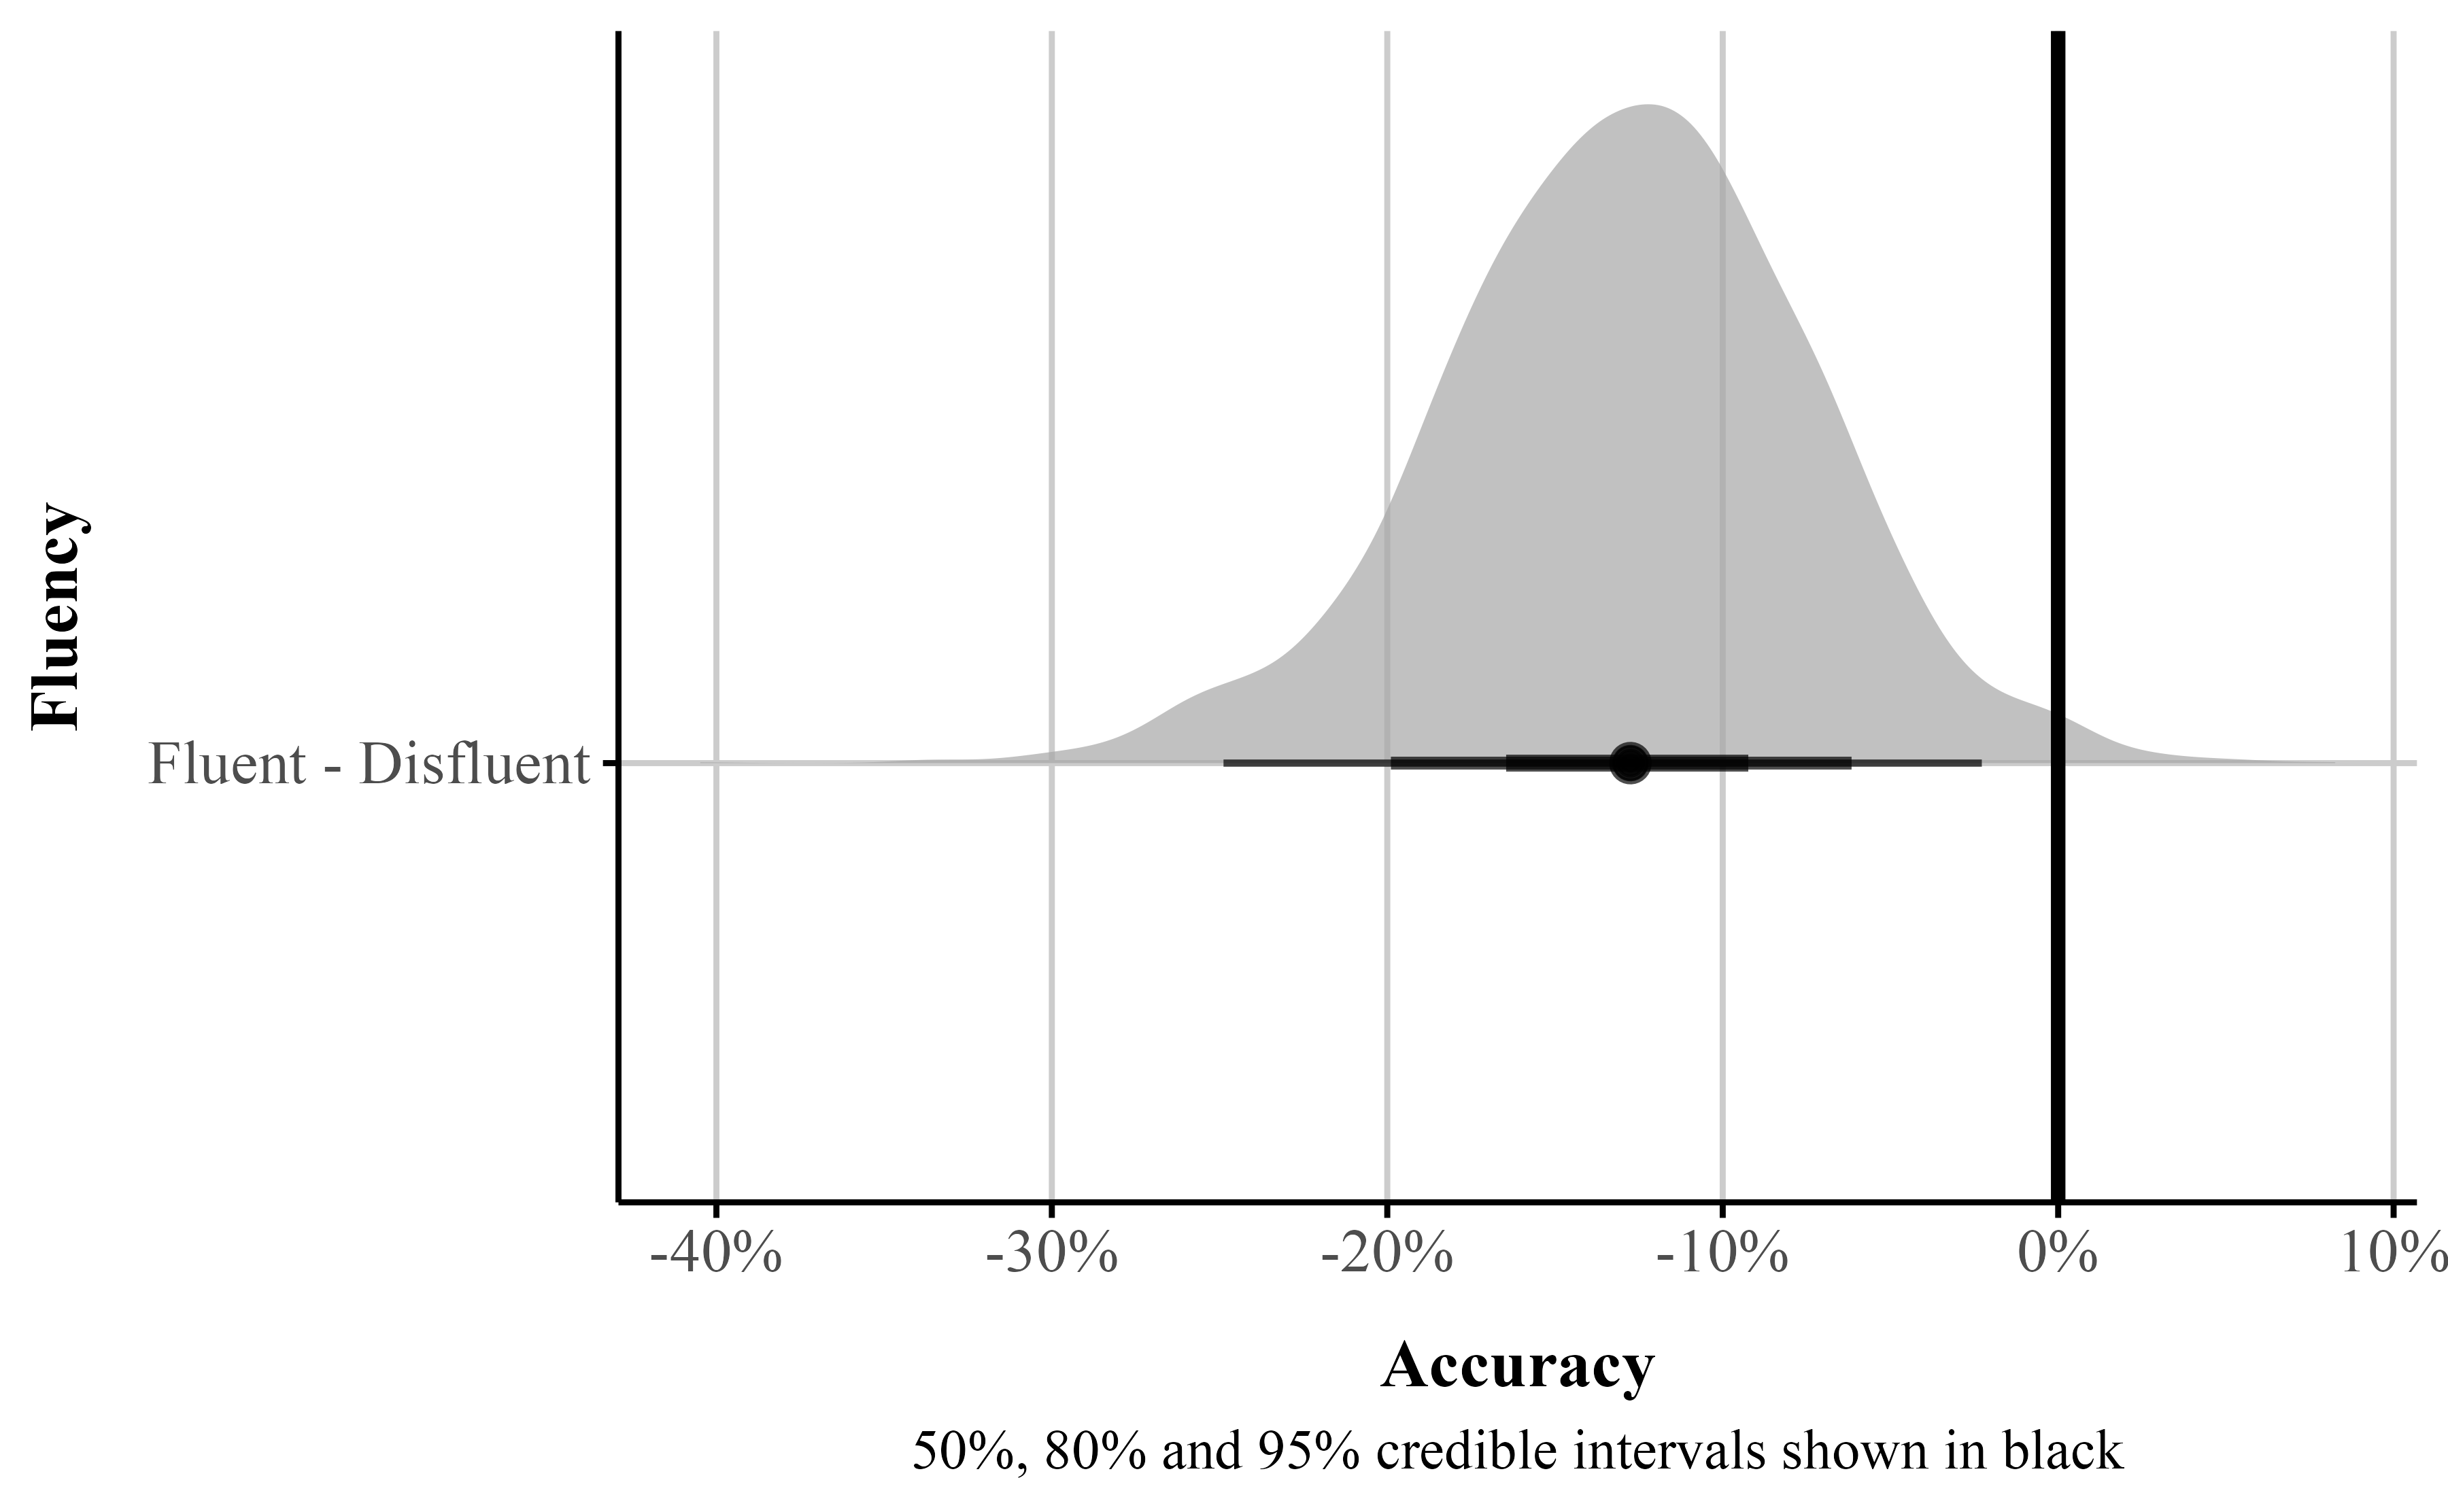 Fluency
Fluent - Disfluent
-40% -30% -20% -10% 0% 10%
Accuracy
50%, 80% and 95% credible intervals shown in black